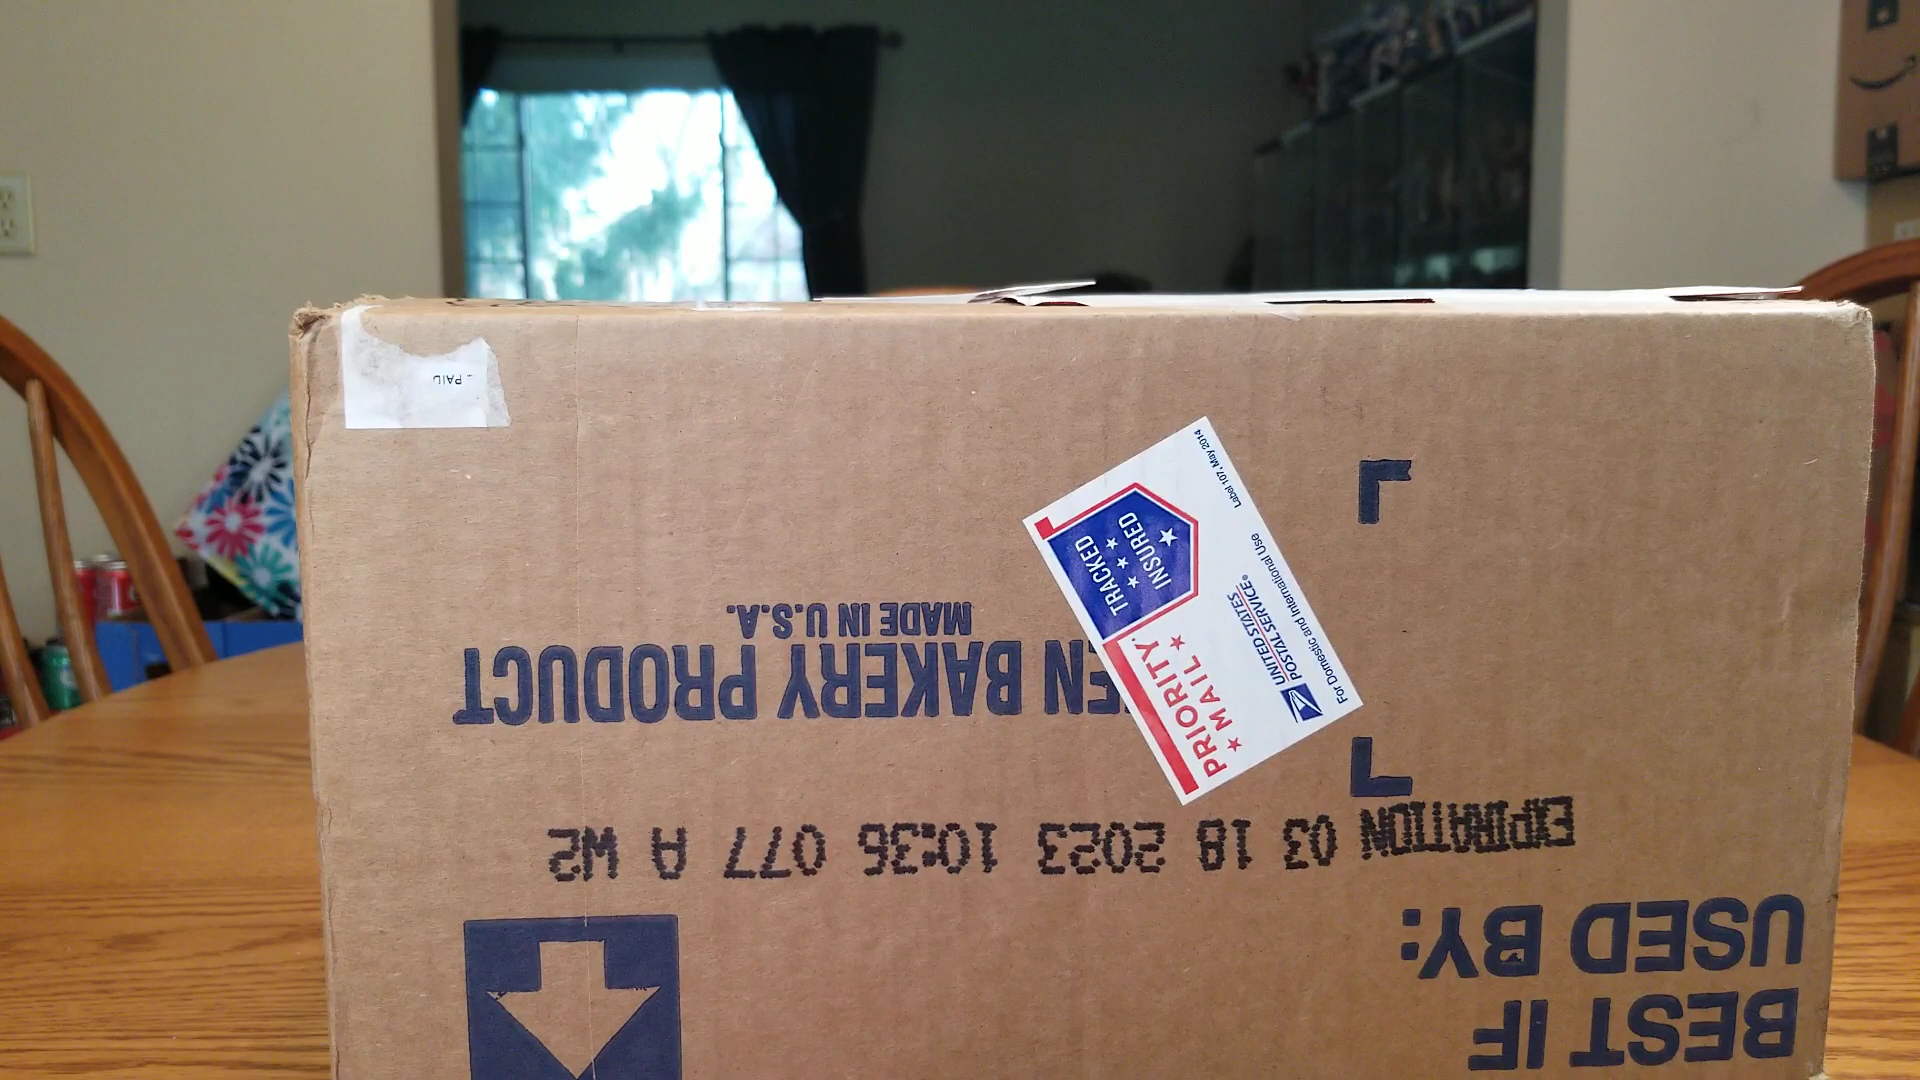 BEST IF
USED BY:
EXPIRATION 03 18 2023 10:36 077 A W2
EN BAKERY PRODUCT
MADE IN U.S.A.
PAID
TRACKED
INSURED
PRIORITY
MAIL
UNITED STATES
POSTAL SERVICE®
For Domestic and International Use
Label 107, May 2014